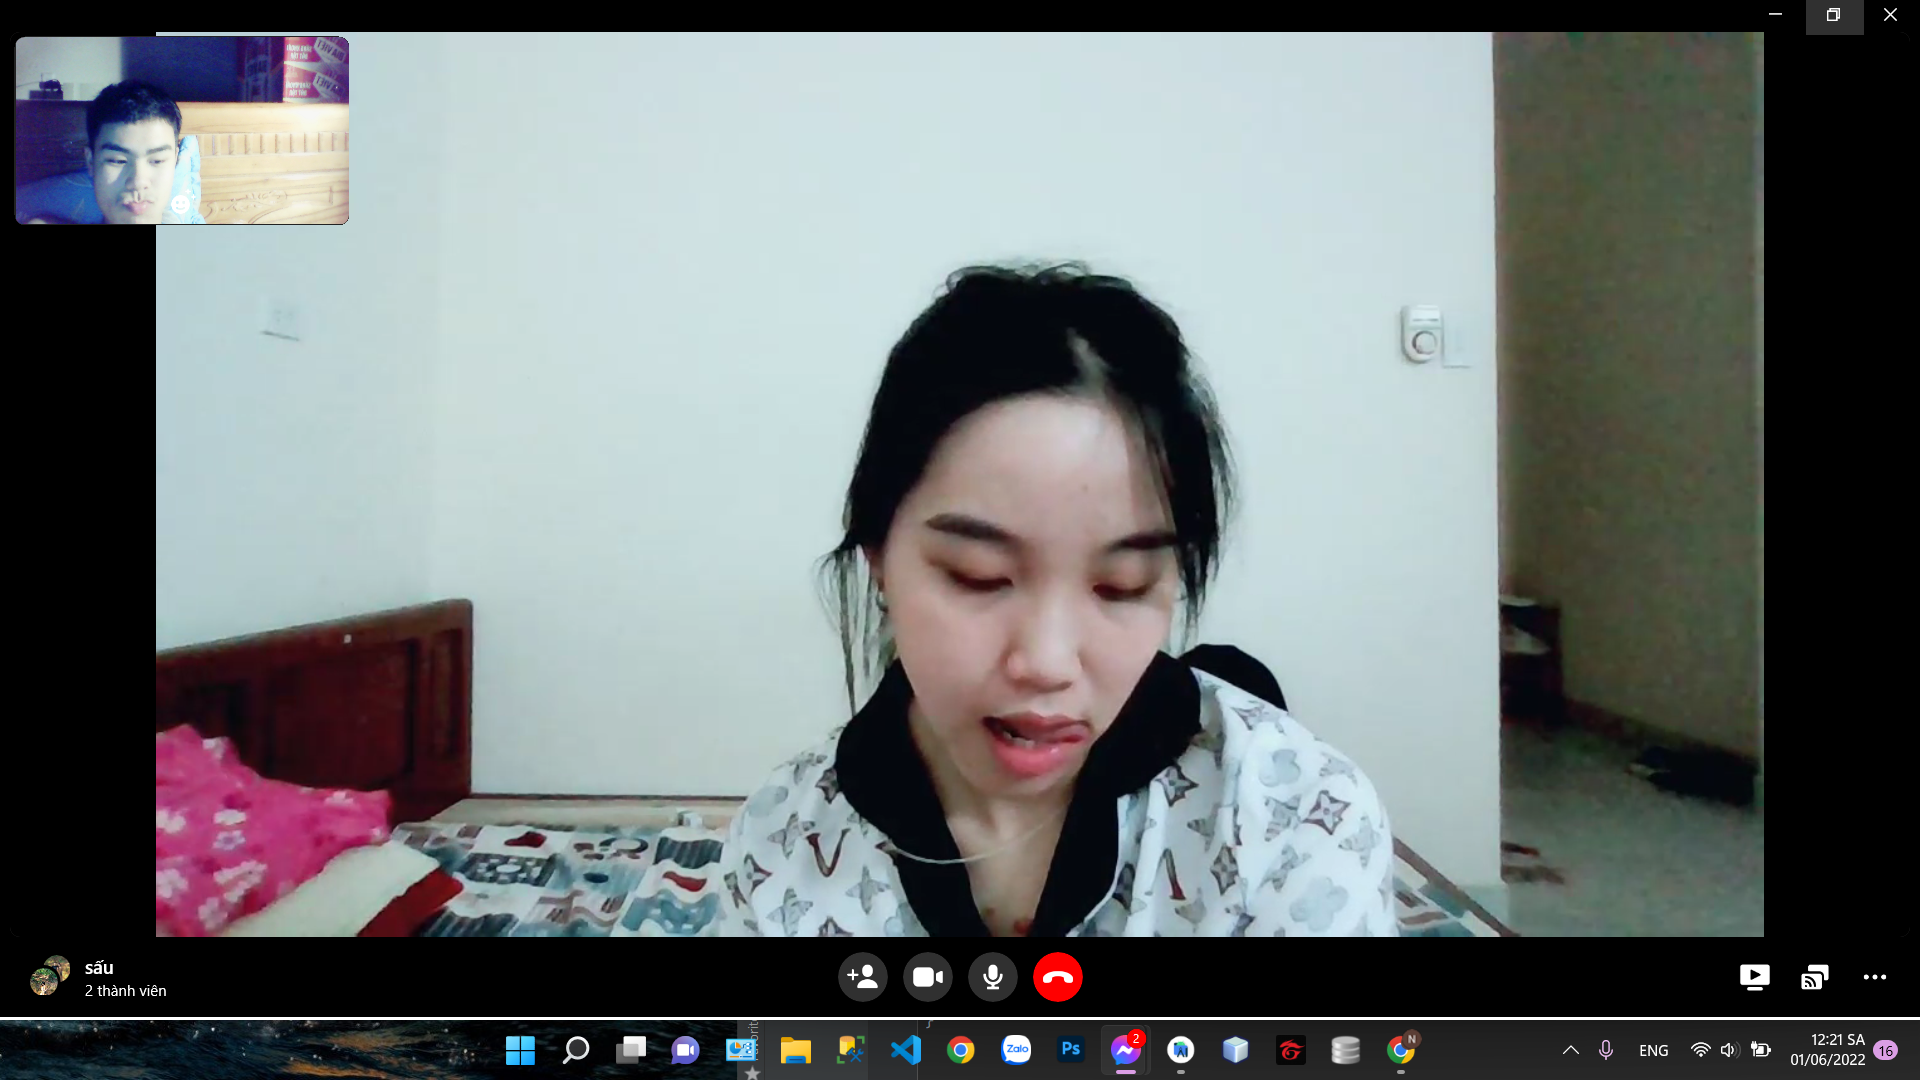 sấu
2 thành viên
Zalo
Ps
2
N
ENG
12:21 SA
01/06/2022
16